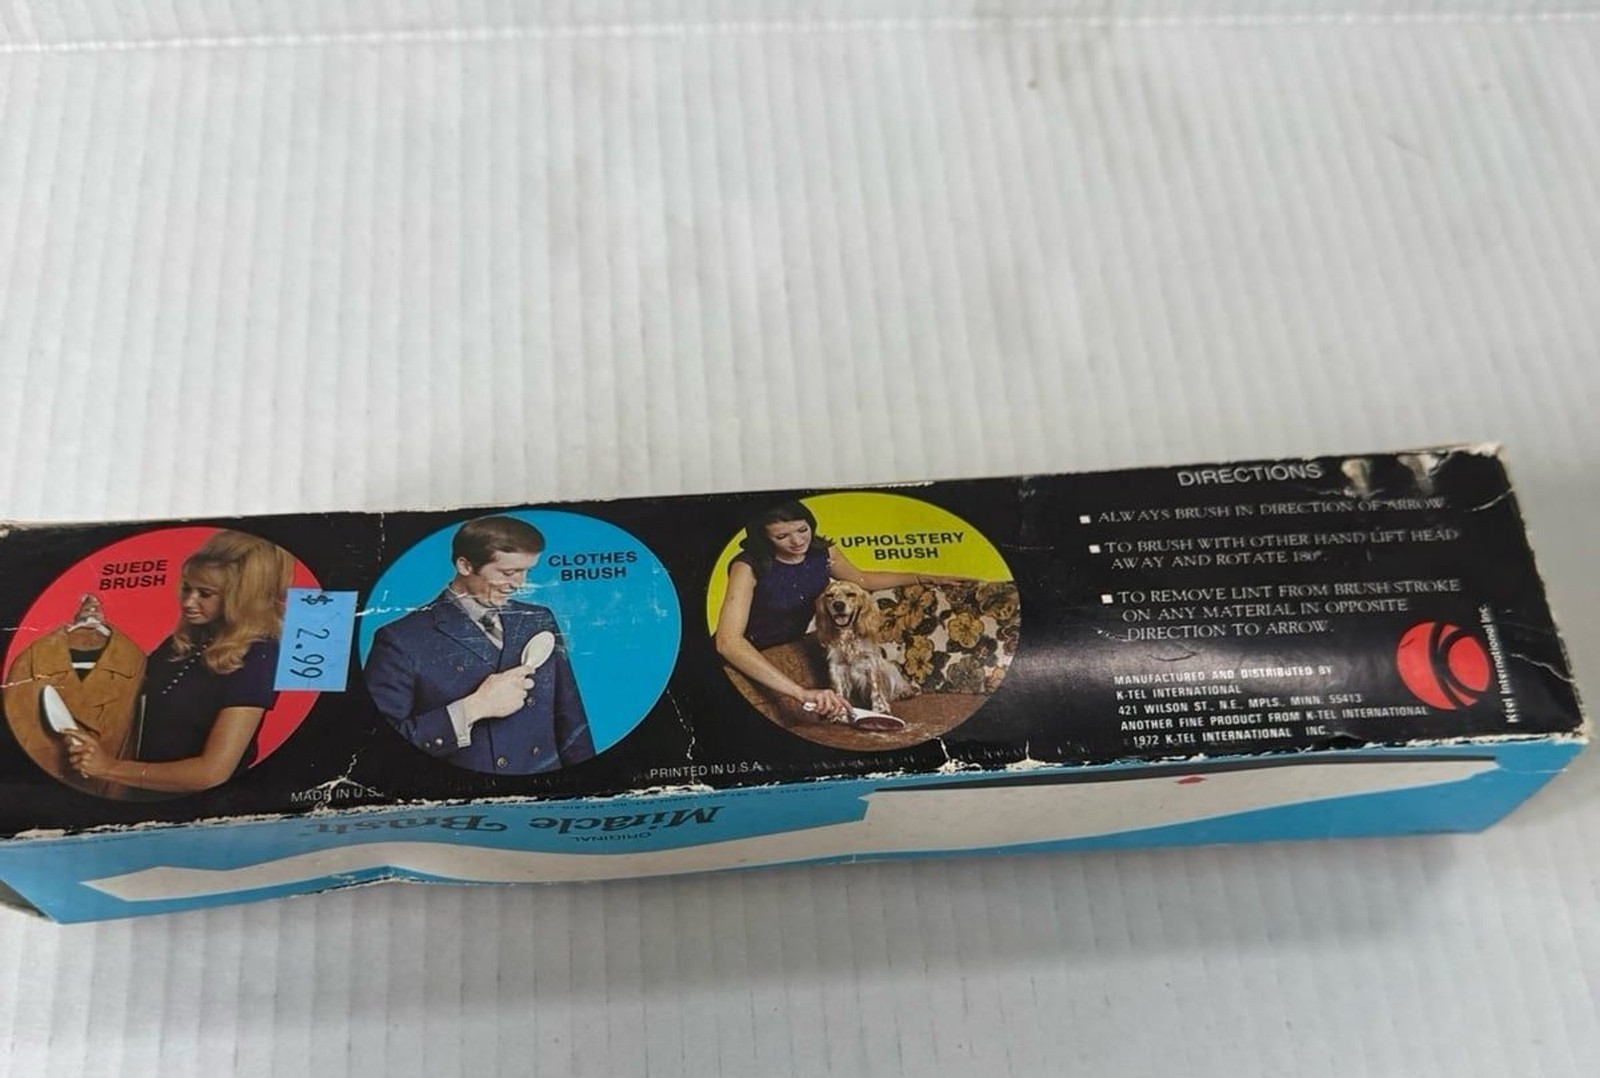 SUEDE
BRUSH
$ 2.99
CLOTHES
BRUSH
UPHOLSTERY
BRUSH
MADE IN U.S.
PRINTED IN U.S.A.
DIRECTIONS
ALWAYS BRUSH IN DIRECTION OF ARROW
TO BRUSH WITH OTHER HAND LIFT HEAD
AWAY AND ROTATE 180°.
TO REMOVE LINT FROM BRUSH STROKE
ON ANY MATERIAL IN OPPOSITE
DIRECTION TO ARROW.
MANUFACTURED AND DISTRIBUTED BY
K-TEL INTERNATIONAL
421 WILSON ST., N.E., MPLS., MINN. 55413
ANOTHER FINE PRODUCT FROM K-TEL INTERNATIONAL
1972 K-TEL INTERNATIONAL INC.
K-tel International Inc.
ORIGINAL
Miracle Brush